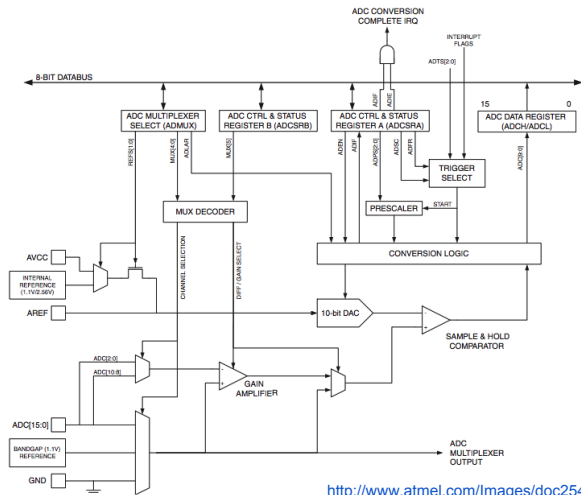 ADC CONVERSION
COMPLETE IRQ
INTERRUPT
FLAGS
ADTS[2:0]
8-BIT DATABUS
ADIF
ADIE
15
0
ADC MULTIPLEXER
SELECT (ADMUX)
ADC CTRL & STATUS
REGISTER B (ADCSRB)
ADC CTRL & STATUS
REGISTER A (ADCSRA)
ADC DATA REGISTER
(ADCH/ADCL)
REFS[1:0]
MUX[4:0]
ADLAR
MUX[5]
ADEN
ADIF
ADPS[2:0]
ADSC
ADFR
ADC[9:0]
TRIGGER
SELECT
MUX DECODER
PRESCALER
START
CHANNEL SELECTION
DIFF / GAIN SELECT
CONVERSION LOGIC
AVCC
INTERNAL
REFERENCE
(1.1V/2.56V)
AREF
10-bit DAC
-
+
SAMPLE & HOLD
COMPARATOR
ADC[2:0]
ADC[10:8]
-
+
GAIN
AMPLIFIER
ADC[15:0]
BANDGAP (1.1V)
REFERENCE
ADC
MULTIPLEXER
OUTPUT
GND
http://www.atmel.com/Images/doc254